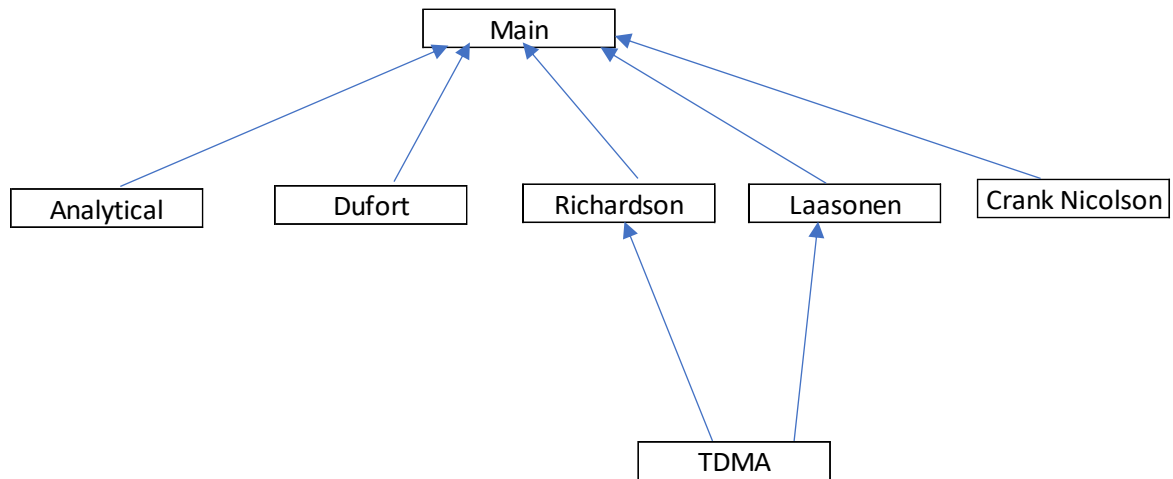 Main
Analytical
Dufort
Richardson
Laasonen
Crank Nicolson
TDMA